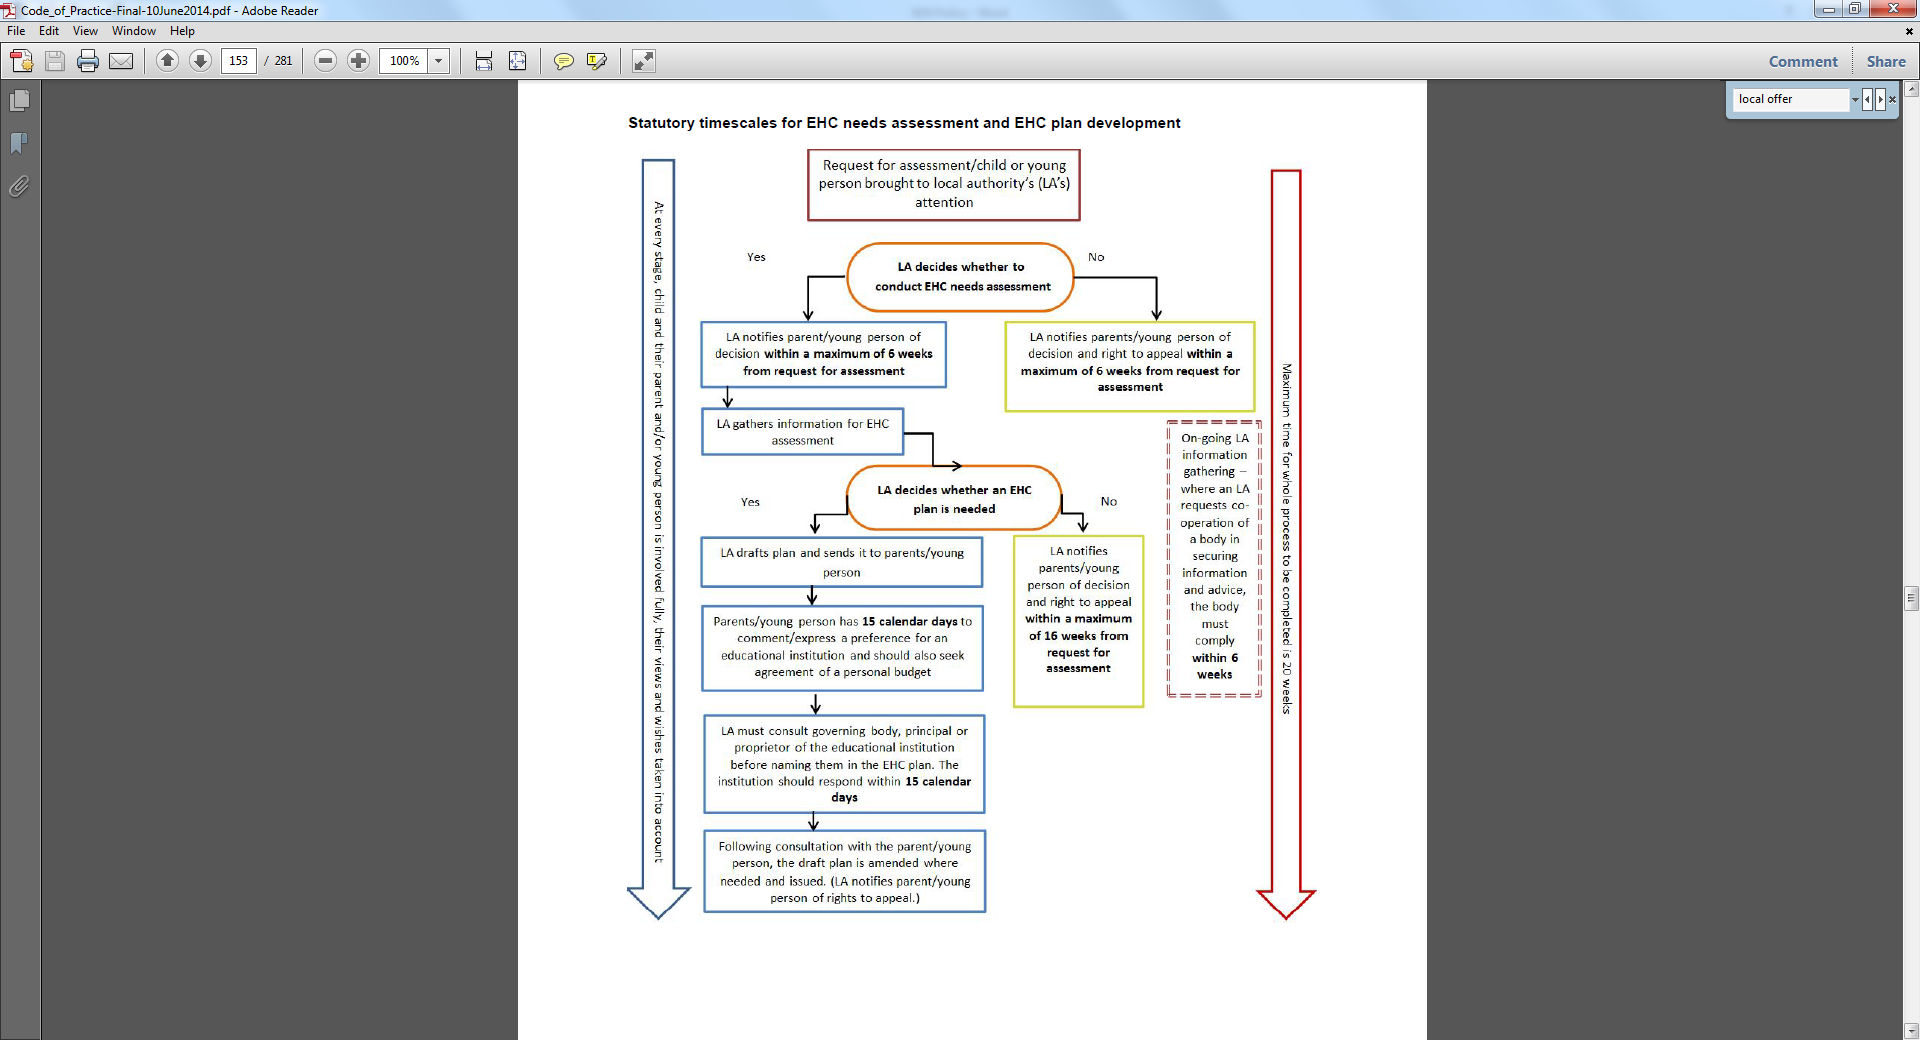 Code_of_Practice-Final-10June2014.pdf - Adobe Reader
File Edit View Window Help
153 / 281
100%
Comment Share
local offer
Statutory timescales for EHC needs assessment and EHC plan development
Request for assessment/child or young
person brought to local authority's (LA's)
attention
At every stage, child and their parent and/or young person is involved fully, their views and wishes taken into account
Yes
LA decides whether to
conduct EHC needs assessment
No
LA notifies parent/young person of
decision within a maximum of 6 weeks
from request for assessment
LA notifies parents/young person of
decision and right to appeal within a
maximum of 6 weeks from request for
assessment
LA gathers information for EHC
assessment
Yes
LA decides whether an EHC
plan is needed
No
LA drafts plan and sends it to parents/young
person
LA notifies
parents/young
person of decision
and right to appeal
within a maximum
of 16 weeks from
request for
assessment
On-going LA
information
gathering –
where an LA
requests co-
operation of
a body in
securing
information
and advice,
the body
must
comply
within 6
weeks
Maximum time for whole process to be completed is 20 weeks
Parents/young person has 15 calendar days to
comment/express a preference for an
educational institution and should also seek
agreement of a personal budget
LA must consult governing body, principal or
proprietor of the educational institution
before naming them in the EHC plan. The
institution should respond within 15 calendar
days
Following consultation with the parent/young
person, the draft plan is amended where
needed and issued. (LA notifies parent/young
person of rights to appeal.)